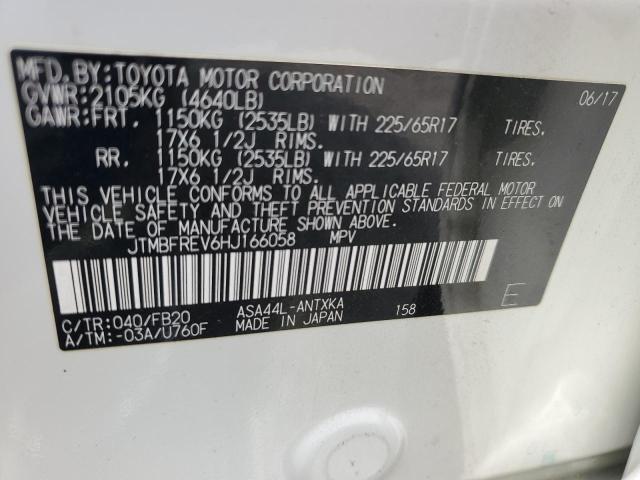 MFD.BY:TOYOTA MOTOR CORPORATION 06/17
GVWR:2105KG (4640LB)
GAWR:FRT. 1150KG (2535LB) WITH 225/65R17 TIRES.
17X6 1/2J RIMS.
RR. 1150KG (2535LB) WITH 225/65R17 TIRES.
17X6 1/2J RIMS.
THIS VEHICLE CONFORMS TO ALL APPLICABLE FEDERAL MOTOR
VEHICLE SAFETY AND THEFT PREVENTION STANDARDS IN EFFECT ON
THE DATE OF MANUFACTURE SHOWN ABOVE.
JTMBFREV6HJ166058 MPV
E
C/TR:040/FB20 ASA44L-ANTXKA 158
A/TM:-03A/U760F MADE IN JAPAN